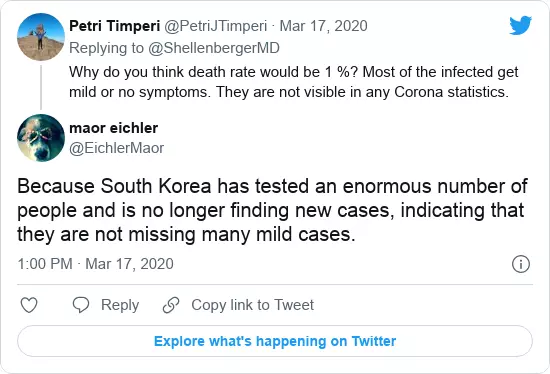 Petri Timperi @PetriJTimperi · Mar 17, 2020
Replying to @ShellenbergerMD
Why do you think death rate would be 1 %? Most of the infected get
mild or no symptoms. They are not visible in any Corona statistics.
maor eichler
@EichlerMaor
Because South Korea has tested an enormous number of
people and is no longer finding new cases, indicating that
they are not missing many mild cases.
1:00 PM · Mar 17, 2020
Reply
Copy link to Tweet
Explore what's happening on Twitter